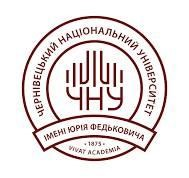 ЧЕРНІВЕЦЬКИЙ НАЦІОНАЛЬНИЙ УНІВЕРСИТЕТ
ЧНУ
ІМЕНІ ЮРІЯ ФЕДЬКОВИЧА
· 1875 ·
VIVAT ACADEMIA